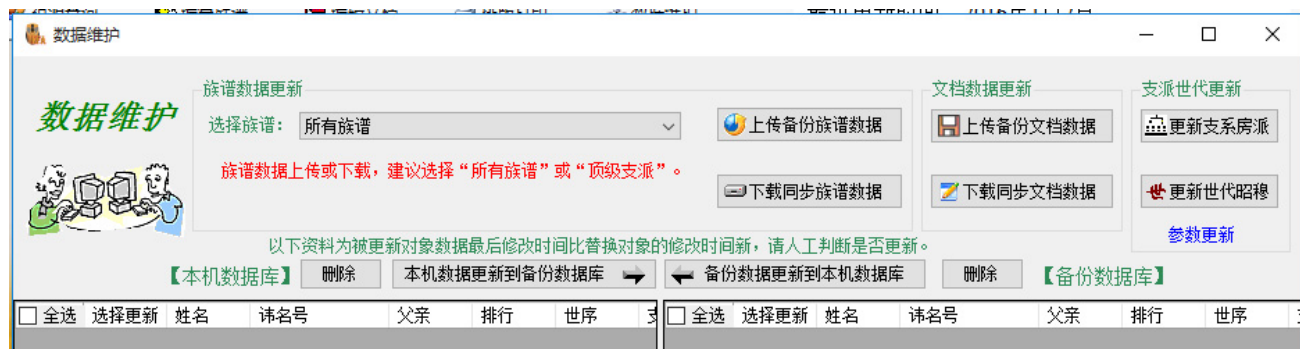 数据维护
族谱数据更新
文档数据更新
支派世代更新
数据维护
选择族谱： 所有族谱
上传备份族谱数据
上传备份文档数据
更新支系房派
族谱数据上传或下载，建议选择“所有族谱”或“顶级支派”。
下载同步族谱数据
下载同步文档数据
世 更新世代昭穆
参数更新
以下资料为被更新对象数据最后修改时间比替换对象的修改时间新，请人工判断是否更新。
【本机数据库】 删除 本机数据更新到备份数据库 备份数据更新到本机数据库 删除 【备份数据库】
全选 选择更新 姓名 讳名号 父亲 排行 世序 全选 选择更新 姓名 讳名号 父亲 排行 世序